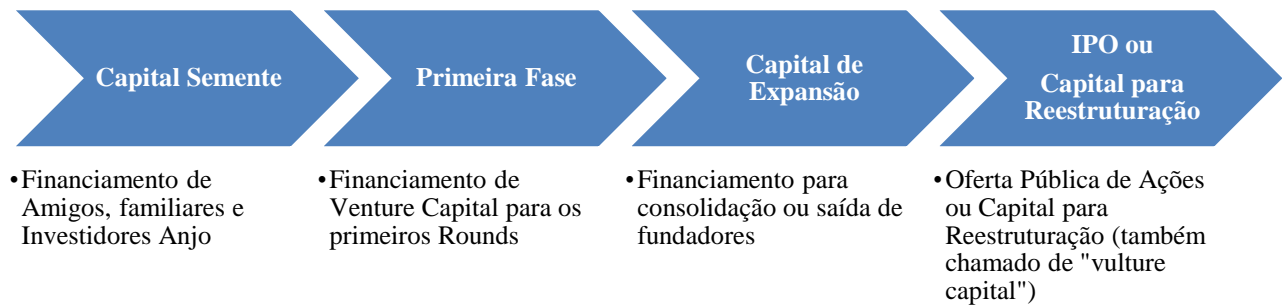 Capital Semente
•Financiamento de
Amigos, familiares e
Investidores Anjo
Primeira Fase
•Financiamento de
Venture Capital para os
primeiros Rounds
Capital de
Expansão
•Financiamento para
consolidação ou saída de
fundadores
IPO ou
Capital para
Reestruturação
•Oferta Pública de Ações
ou Capital para
Reestruturação (também
chamado de "vulture
capital")